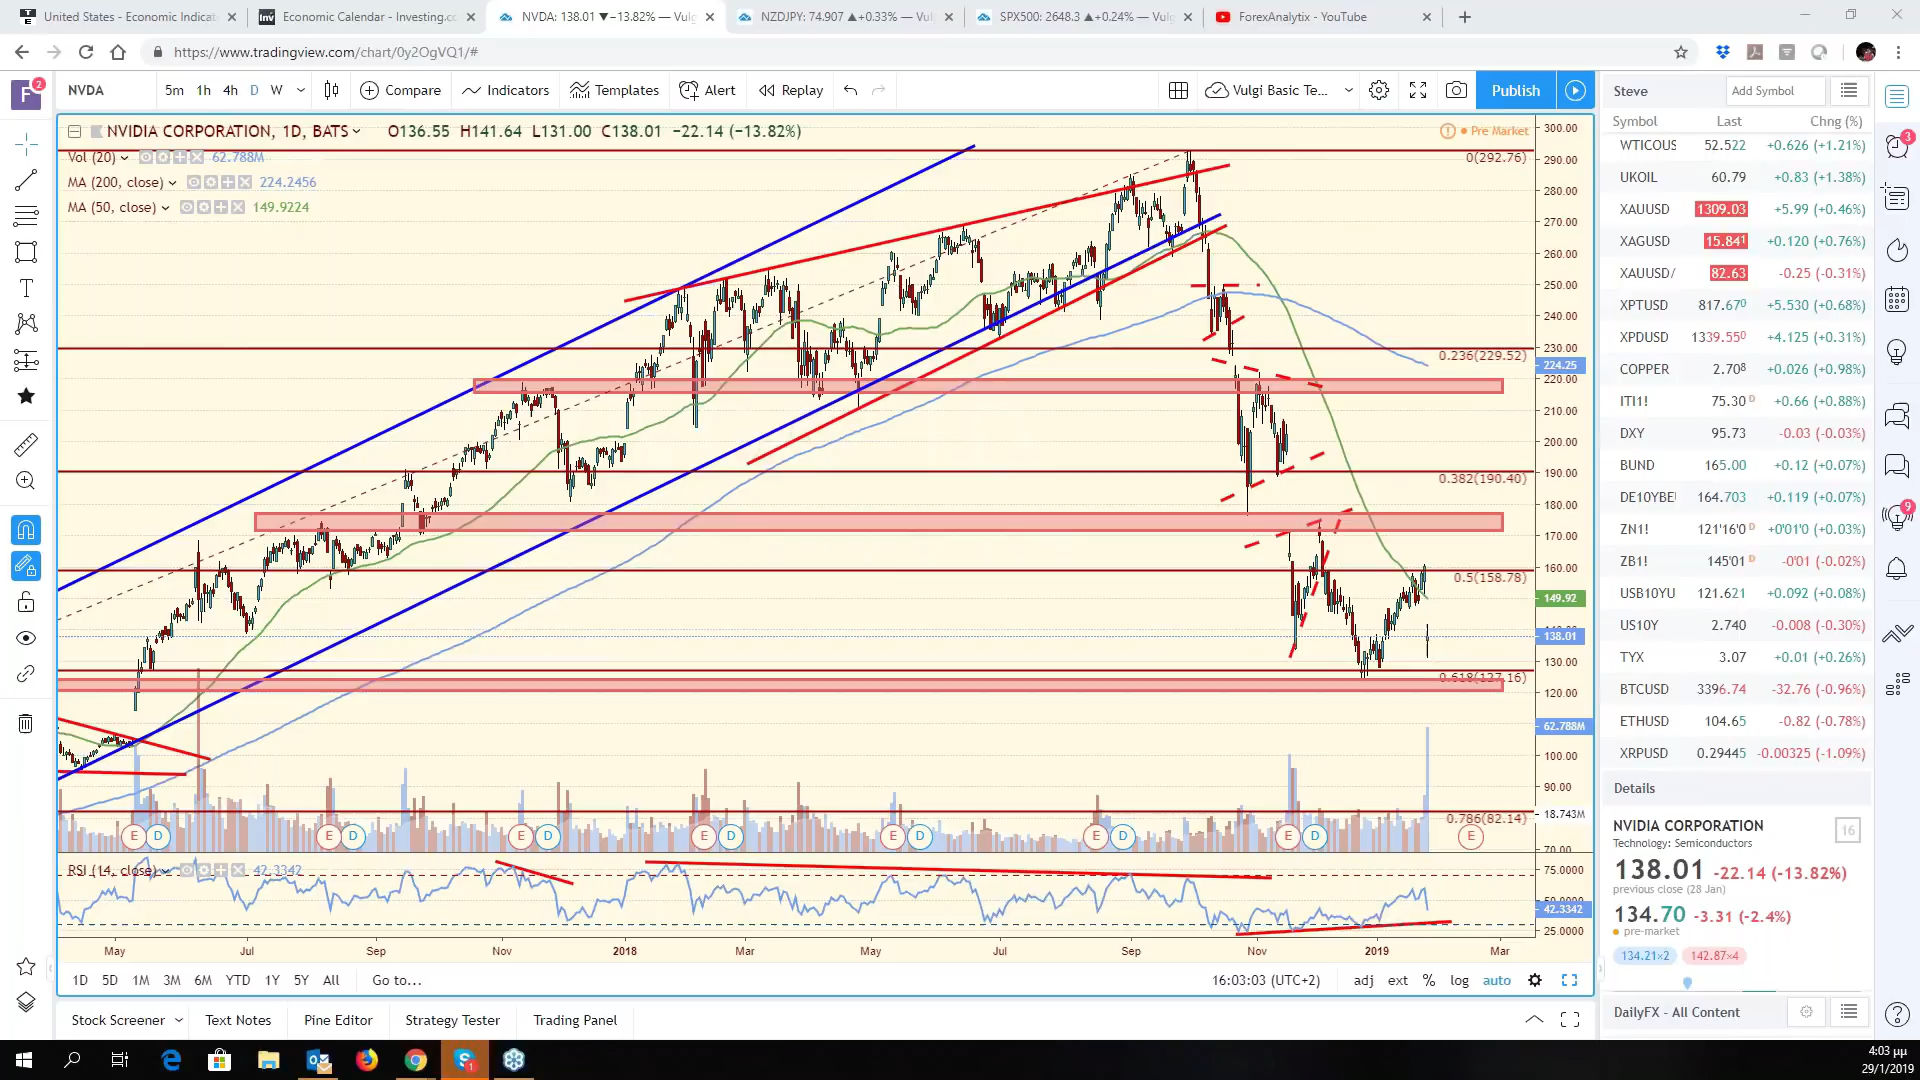 United States - Economic Indicat
Economic Calendar - Investing.co
NVDA: 138.01 ▼−13.82% — Vulg
NZDJPY: 74.907 ▲+0.33% — Vul
SPX500: 2648.3 ▲+0.24% — Vulg
ForexAnalytix - YouTube
https://www.tradingview.com/chart/0y2OgVQ1/#
F 2
NVDA 5m 1h 4h D W Compare Indicators Templates Alert Replay Vulgi Basic Te... Publish
NVIDIA CORPORATION, 1D, BATS O136.55 H141.64 L131.00 C138.01 −22.14 (−13.82%)
Pre Market
Vol (20) 62.788M
MA (200, close) 224.2456
MA (50, close) 149.9224
0(292.76)
0.236(229.52)
0.382(190.40)
0.5(158.78)
0.618(127.16)
0.786(82.14)
300.00
290.00
280.00
270.00
260.00
250.00
240.00
230.00
224.25
220.00
210.00
200.00
190.00
180.00
170.00
160.00
149.92
138.01
130.00
120.00
62.788M
100.00
90.00
18.743M
70.00
E D E D E D E D E D E D E D E
RSI (14, close) 42.3342
75.0000
42.3342
25.0000
May Jul Sep Nov 2018 Mar May Jul Sep Nov 2019 Mar
1D 5D 1M 3M 6M YTD 1Y 5Y All Go to... 16:03:03 (UTC+2) adj ext % log auto
Stock Screener Text Notes Pine Editor Strategy Tester Trading Panel
Steve Add Symbol
Symbol Last Chng (%)
WTICOUS 52.522 +0.626 (+1.21%)
UKOIL 60.79 +0.83 (+1.38%)
XAUUSD 1309.03 +5.99 (+0.46%)
XAGUSD 15.841 +0.120 (+0.76%)
XAUUSD/ 82.63 -0.25 (-0.31%)
XPTUSD 817.670 +5.530 (+0.68%)
XPDUSD 1339.550 +4.125 (+0.31%)
COPPER 2.708 +0.026 (+0.98%)
ITI1! 75.30 D +0.66 (+0.88%)
DXY 95.73 -0.03 (-0.03%)
BUND 165.00 +0.12 (+0.07%)
DE10YBE 164.703 +0.119 (+0.07%)
ZN1! 121'16'0 D +0'01'0 (+0.03%)
ZB1! 145'01 D -0'01 (-0.02%)
USB10YU 121.621 +0.092 (+0.08%)
US10Y 2.740 -0.008 (-0.30%)
TYX 3.07 +0.01 (+0.26%)
BTCUSD 3396.74 -32.76 (-0.96%)
ETHUSD 104.65 -0.82 (-0.78%)
XRPUSD 0.29445 -0.00325 (-1.09%)
Details
NVIDIA CORPORATION 16
Technology: Semiconductors
138.01 -22.14 (-13.82%)
previous close (28 Jan)
134.70 -3.31 (-2.4%)
pre-market
134.21×2 142.87×4
DailyFX - All Content
3
9
4:03 μμ
29/1/2019